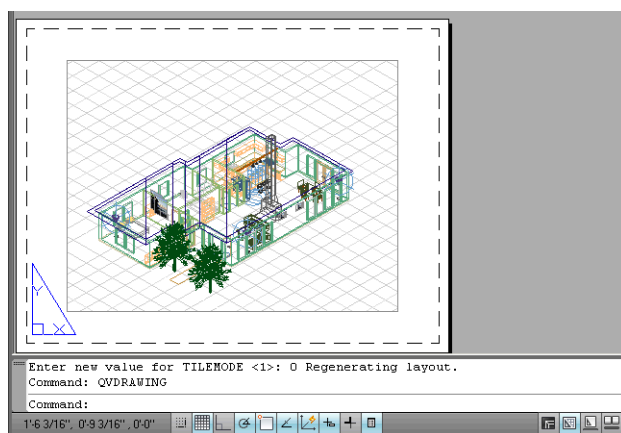 Y
X
Enter new value for TILEMODE <1>: 0 Regenerating layout.
Command: QVDRAWING
Command:
1'-6 3/16", 0'-9 3/16" , 0'-0"